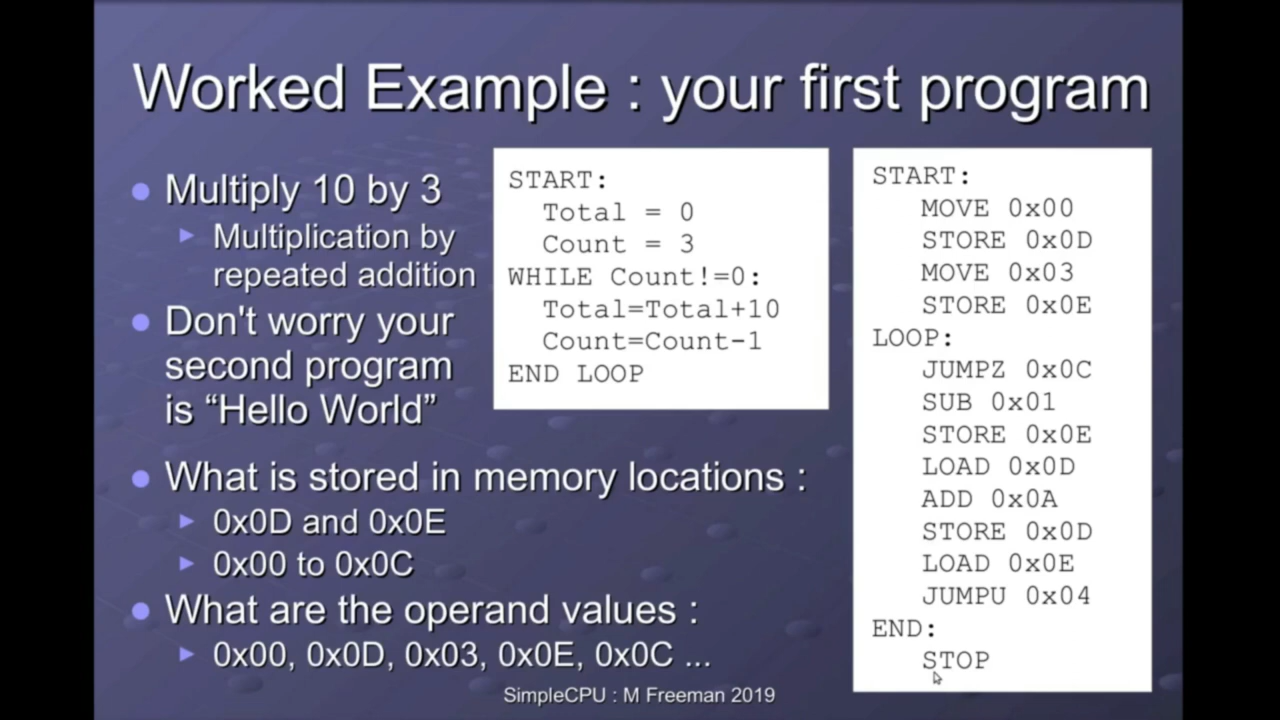 Worked Example : your first program
Multiply 10 by 3
Multiplication by
repeated addition
Don't worry your
second program
is “Hello World”
What is stored in memory locations :
0x0D and 0x0E
0x00 to 0x0C
What are the operand values :
0x00, 0x0D, 0x03, 0x0E, 0x0C ...
START:
Total = 0
Count = 3
WHILE Count!=0:
Total=Total+10
Count=Count-1
END LOOP
START:
MOVE 0x00
STORE 0x0D
MOVE 0x03
STORE 0x0E
LOOP:
JUMPZ 0x0C
SUB 0x01
STORE 0x0E
LOAD 0x0D
ADD 0x0A
STORE 0x0D
LOAD 0x0E
JUMPU 0x04
END:
STOP
SimpleCPU : M Freeman 2019